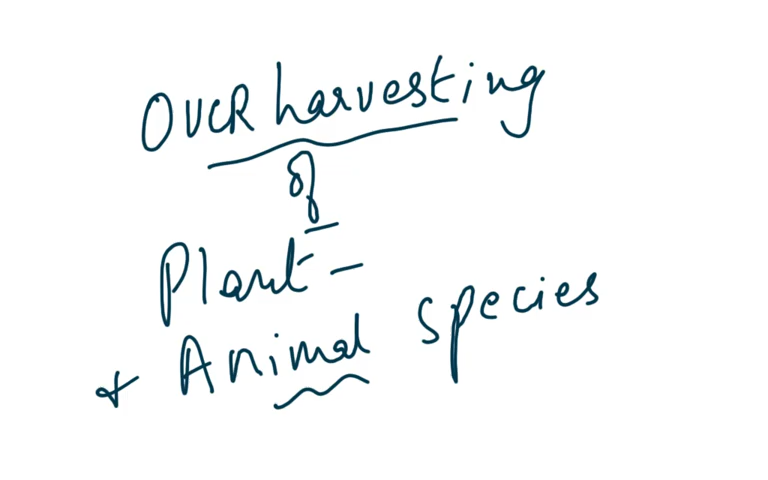 OVER harvesting
of
Plant -
& Animal species